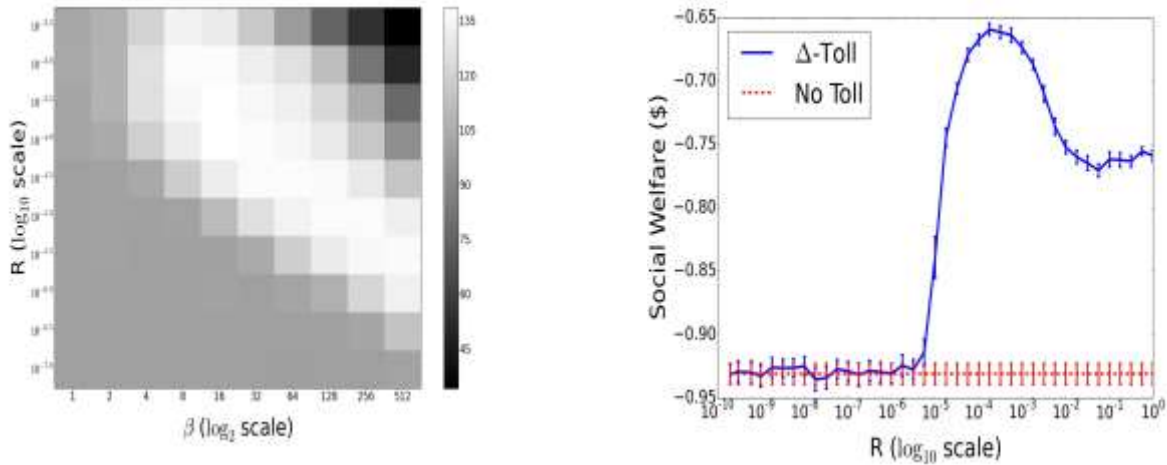 135
120
105
90
75
60
45
R (log10 scale)
1 2 4 8 16 32 64 128 256 512
β (log2 scale)
−0.65
−0.70
−0.75
−0.80
−0.85
−0.90
−0.95
Social Welfare ($)
Δ-Toll
No Toll
10^-10 10^-9 10^-8 10^-7 10^-6 10^-5 10^-4 10^-3 10^-2 10^-1 10^0
R (log10 scale)